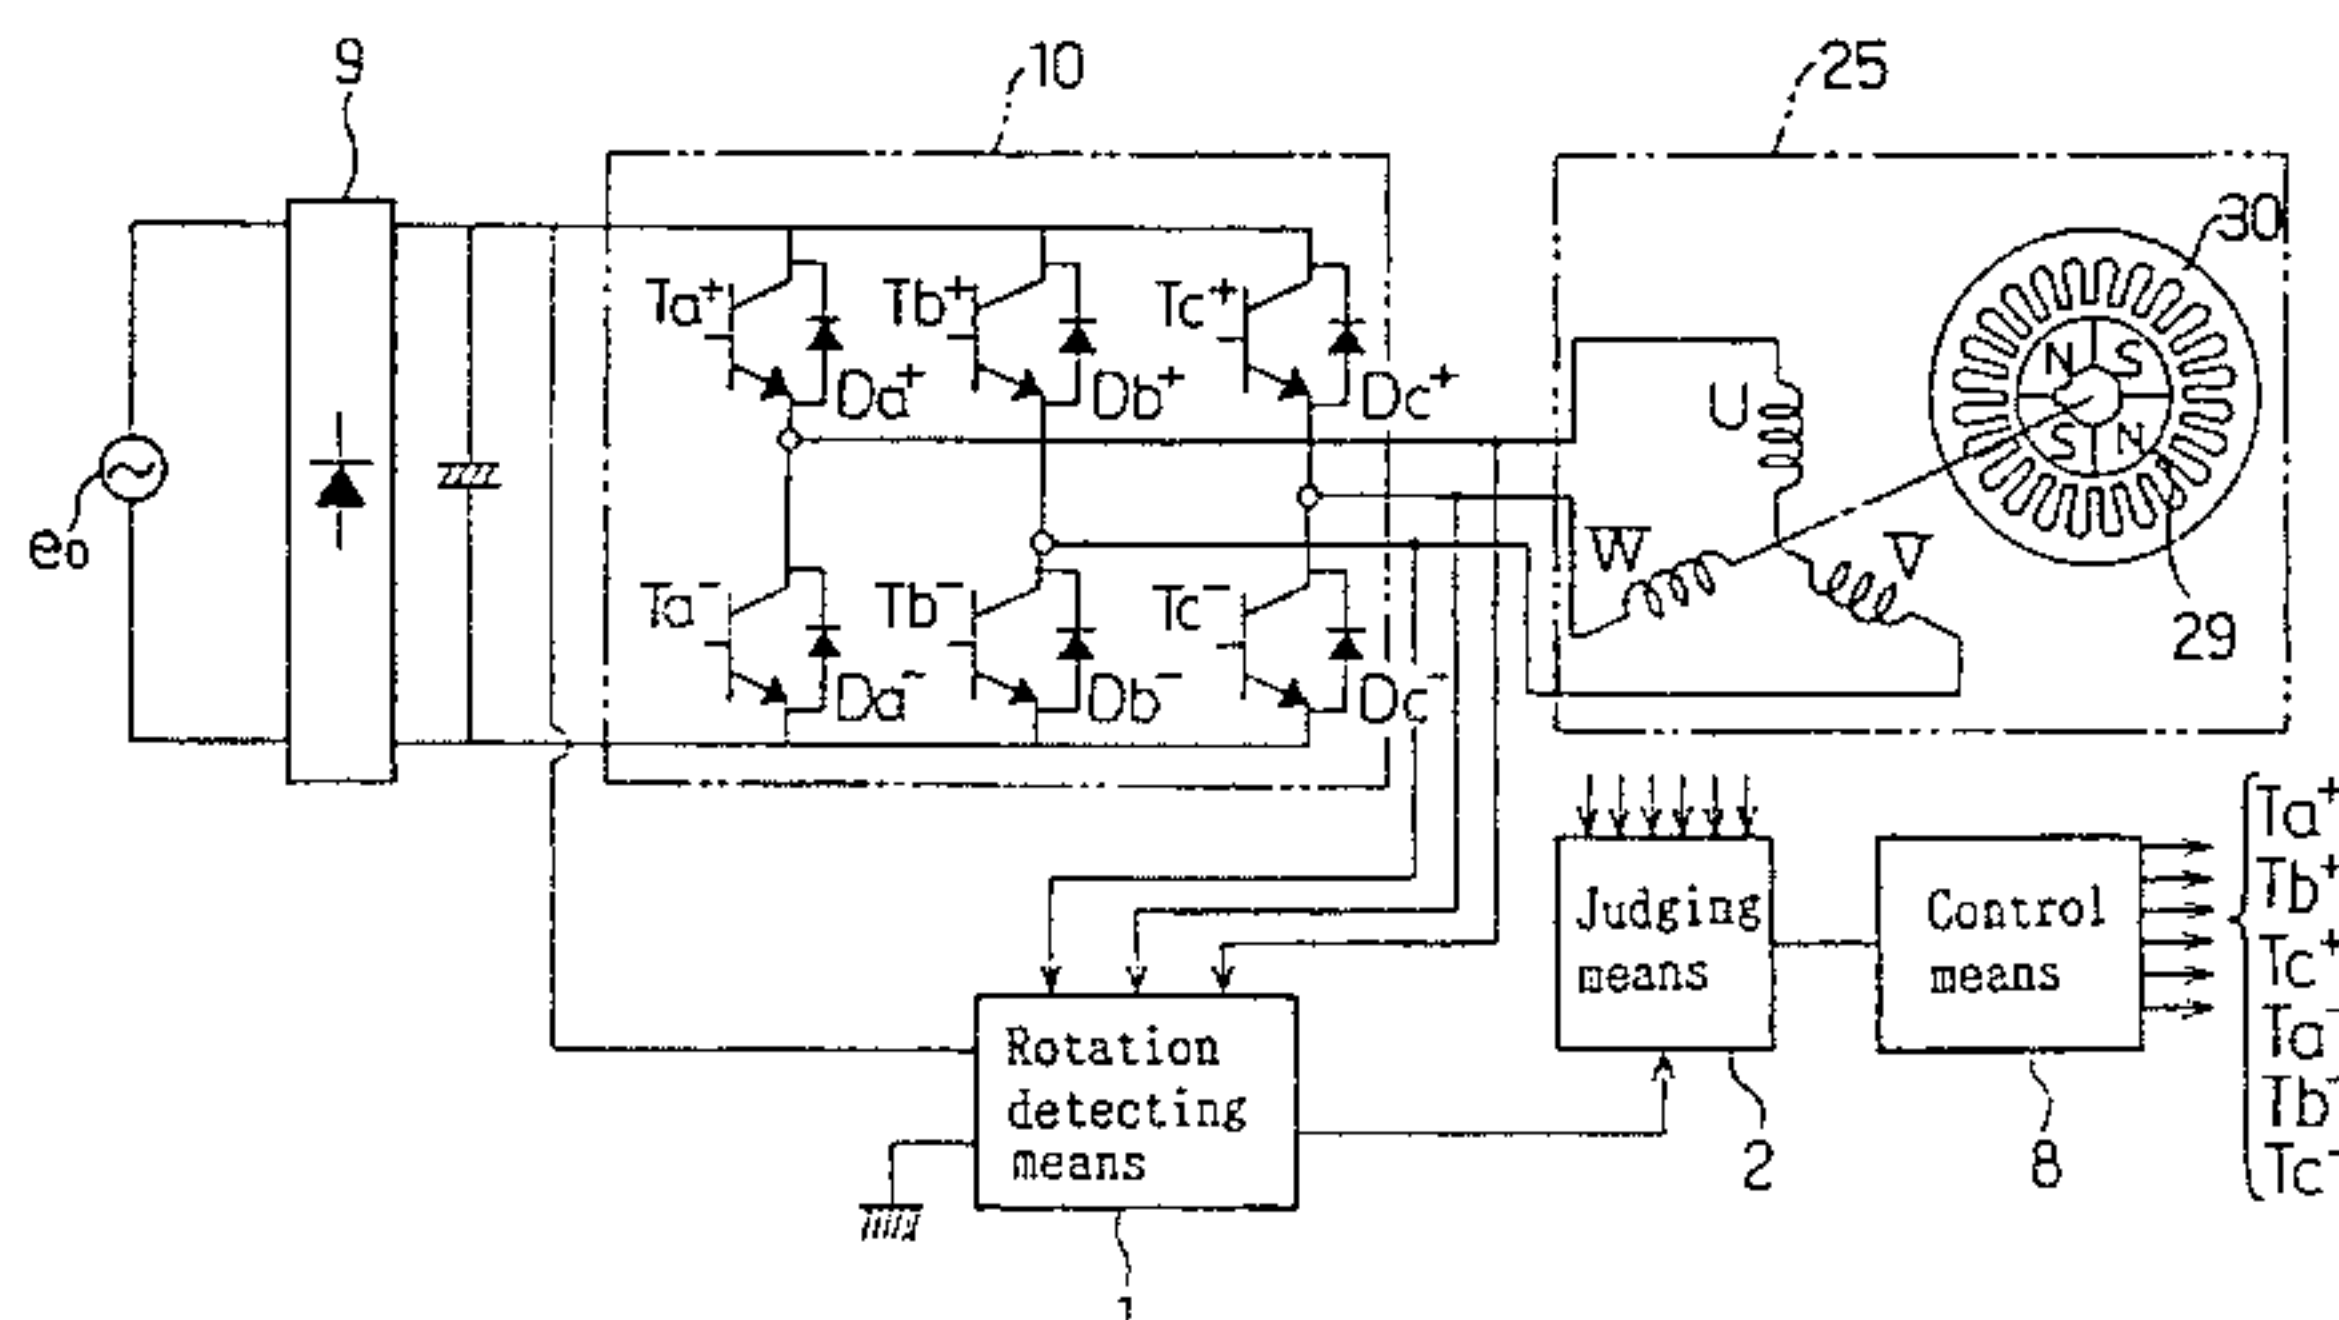 9
10
25
30
Ta⁺
Tb⁺
Tc⁺
N S
Da⁺
Db⁺
Dc⁺
U
S N
e₀
W
V
Ta⁻
Tb⁻
Tc⁻
29
Da⁻
Db⁻
Dc⁻
Ta⁺
Tb⁺
Tc⁺
Ta⁻
Tb⁻
Tc⁻
Judging
means
Control
means
Rotation
detecting
means
2
8
1